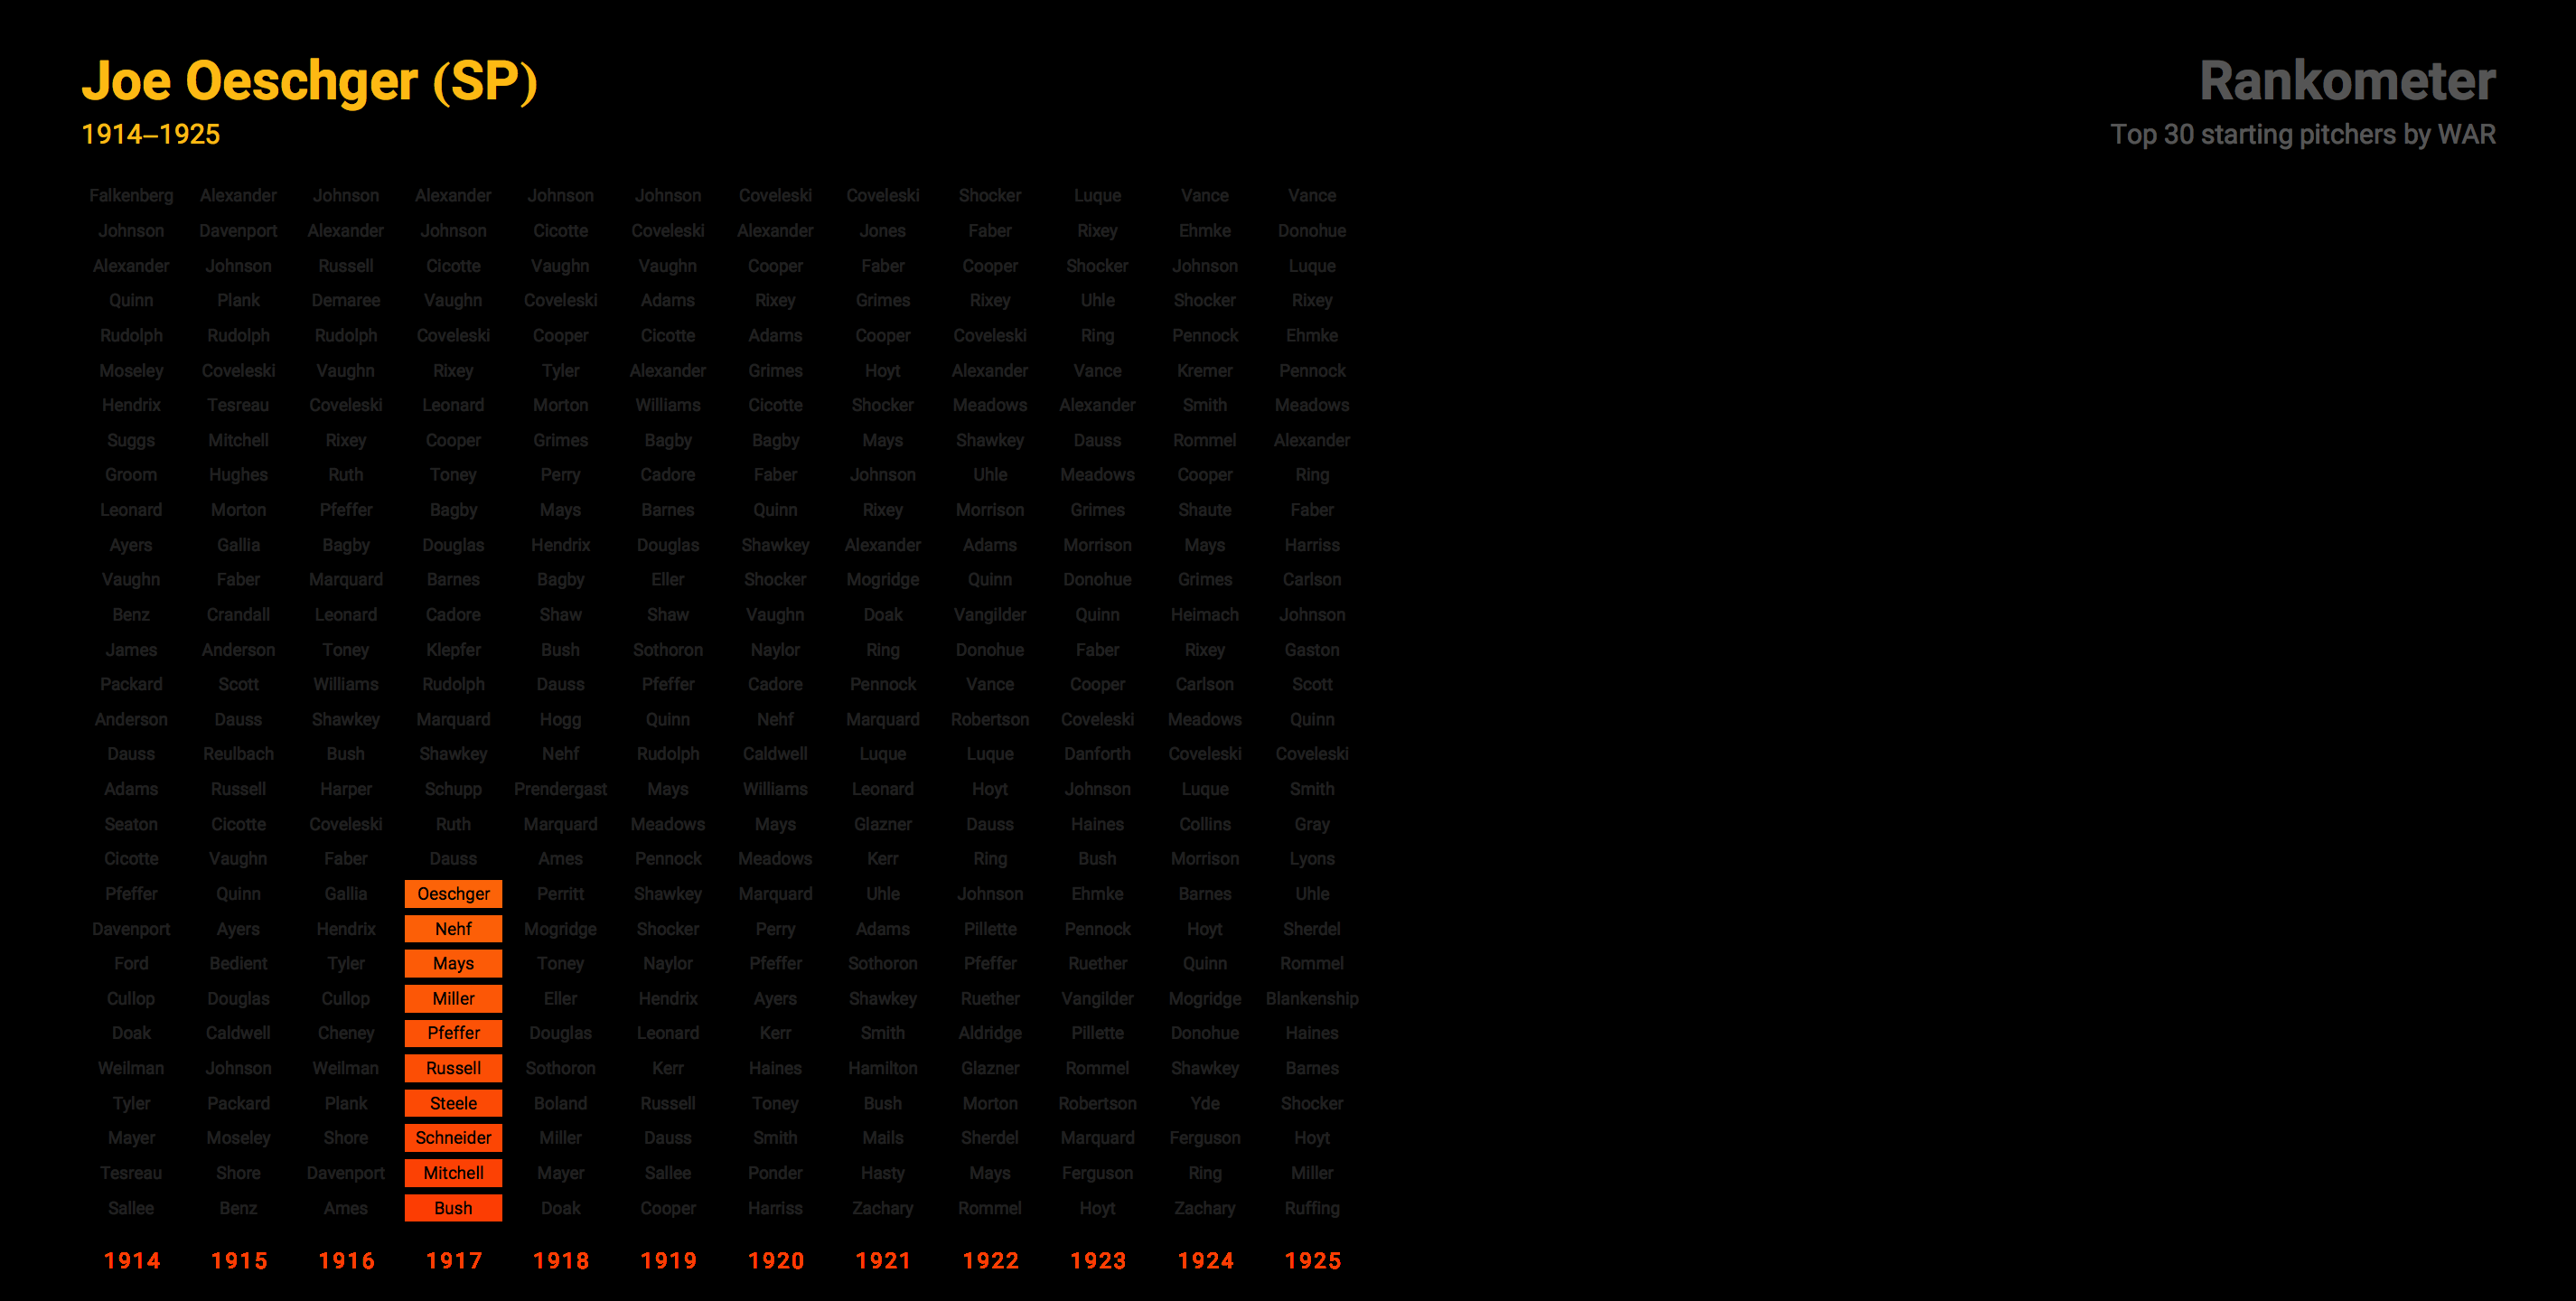 Joe Oeschger (SP)
1914–1925
Rankometer
Top 30 starting pitchers by WAR
Falkenberg Alexander Johnson Alexander Johnson Johnson Coveleski Coveleski Shocker Luque Vance Vance
Johnson Davenport Alexander Johnson Cicotte Coveleski Alexander Jones Faber Rixey Ehmke Donohue
Alexander Johnson Russell Cicotte Vaughn Vaughn Cooper Faber Cooper Shocker Johnson Luque
Quinn Plank Demaree Vaughn Coveleski Adams Rixey Grimes Rixey Uhle Shocker Rixey
Rudolph Rudolph Rudolph Coveleski Cooper Cicotte Adams Cooper Coveleski Ring Pennock Ehmke
Moseley Coveleski Vaughn Rixey Tyler Alexander Grimes Hoyt Alexander Vance Kremer Pennock
Hendrix Tesreau Coveleski Leonard Morton Williams Cicotte Shocker Meadows Alexander Smith Meadows
Suggs Mitchell Rixey Cooper Grimes Bagby Bagby Mays Shawkey Dauss Rommel Alexander
Groom Hughes Ruth Toney Perry Cadore Faber Johnson Uhle Meadows Cooper Ring
Leonard Morton Pfeffer Bagby Mays Barnes Quinn Rixey Morrison Grimes Shaute Faber
Ayers Gallia Bagby Douglas Hendrix Douglas Shawkey Alexander Adams Morrison Mays Harriss
Vaughn Faber Marquard Barnes Bagby Eller Shocker Mogridge Quinn Donohue Grimes Carlson
Benz Crandall Leonard Cadore Shaw Shaw Vaughn Doak Vangilder Quinn Heimach Johnson
James Anderson Toney Klepfer Bush Sothoron Naylor Ring Donohue Faber Rixey Gaston
Packard Scott Williams Rudolph Dauss Pfeffer Cadore Pennock Vance Cooper Carlson Scott
Anderson Dauss Shawkey Marquard Hogg Quinn Nehf Marquard Robertson Coveleski Meadows Quinn
Dauss Reulbach Bush Shawkey Nehf Rudolph Caldwell Luque Luque Danforth Coveleski Coveleski
Adams Russell Harper Schupp Prendergast Mays Williams Leonard Hoyt Johnson Luque Smith
Seaton Cicotte Coveleski Ruth Marquard Meadows Mays Glazner Dauss Haines Collins Gray
Cicotte Vaughn Faber Dauss Ames Pennock Meadows Kerr Ring Bush Morrison Lyons
Pfeffer Quinn Gallia Oeschger Perritt Shawkey Marquard Uhle Johnson Ehmke Barnes Uhle
Davenport Ayers Hendrix Nehf Mogridge Shocker Perry Adams Pillette Pennock Hoyt Sherdel
Ford Bedient Tyler Mays Toney Naylor Pfeffer Sothoron Pfeffer Ruether Quinn Rommel
Cullop Douglas Cullop Miller Eller Hendrix Ayers Shawkey Ruether Vangilder Mogridge Blankenship
Doak Caldwell Cheney Pfeffer Douglas Leonard Kerr Smith Aldridge Pillette Donohue Haines
Weilman Johnson Weilman Russell Sothoron Kerr Haines Hamilton Glazner Rommel Shawkey Barnes
Tyler Packard Plank Steele Boland Russell Toney Bush Morton Robertson Yde Shocker
Mayer Moseley Shore Schneider Miller Dauss Smith Mails Sherdel Marquard Ferguson Hoyt
Tesreau Shore Davenport Mitchell Mayer Sallee Ponder Hasty Mays Ferguson Ring Miller
Sallee Benz Ames Bush Doak Cooper Harriss Zachary Rommel Hoyt Zachary Ruffing
1914 1915 1916 1917 1918 1919 1920 1921 1922 1923 1924 1925